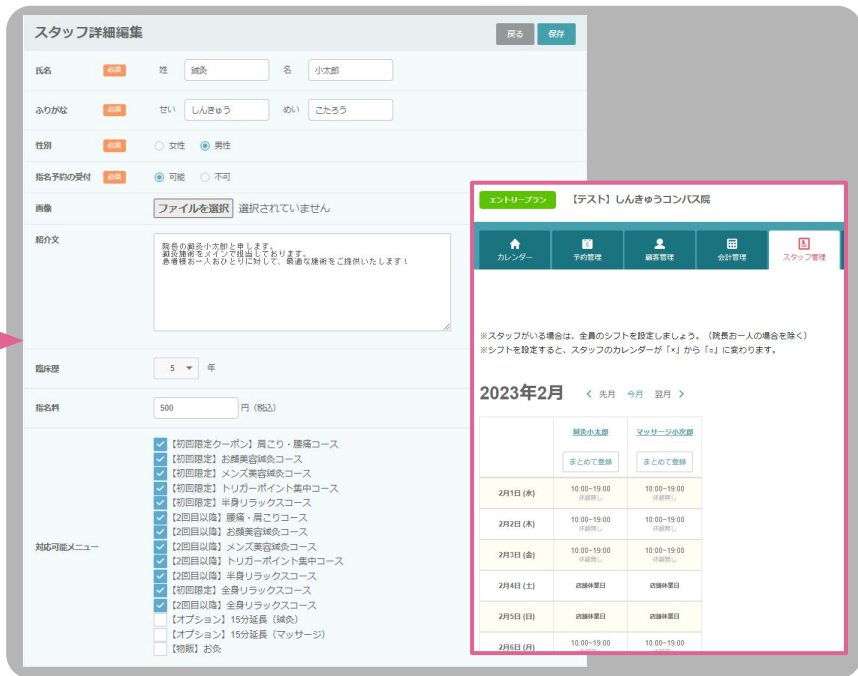 スタッフ詳細編集
戻る 保存
氏名 必須 姓 鍼灸 名 小太郎
ふりがな 必須 せい しんきゅう めい こたろう
性別 必須 女性 男性
指名予約の受付 必須 可能 不可
画像 ファイルを選択 選択されていません
紹介文
院長の鍼灸小太郎と申します。
鍼灸施術をメインで担当しております。
患者様お一人おひとりに対して、最適な施術をご提供いたします!
臨床歴 5 年
指名料 500 円(税込)
対応可能メニュー
【初回限定クーポン】肩こり・腰痛コース
【初回限定】お顔美容鍼灸コース
【初回限定】メンズ美容鍼灸コース
【初回限定】トリガーポイント集中コース
【初回限定】半身リラックスコース
【2回目以降】腰痛・肩こりコース
【2回目以降】お顔美容鍼灸コース
【2回目以降】メンズ美容鍼灸コース
【2回目以降】トリガーポイント集中コース
【2回目以降】半身リラックスコース
【初回限定】全身リラックスコース
【2回目以降】全身リラックスコース
【オプション】15分延長(鍼灸)
【オプション】15分延長(マッサージ)
【物販】お灸
エントリープラン 【テスト】しんきゅうコンパス院
カレンダー 予約管理 顧客管理 会計管理 スタッフ管理
※スタッフがいる場合は、全員のシフトを設定しましょう。(院長お一人の場合を除く)
※シフトを設定すると、スタッフのカレンダーが「×」から「○」に変わります。
2023年2月 < 先月 今月 翌月 >
鍼灸小太郎 マッサージ小次郎
まとめて登録 まとめて登録
2月1日 (水) 10:00~19:00 10:00~19:00
休憩無し 休憩無し
2月2日 (木) 10:00~19:00 10:00~19:00
休憩無し 休憩無し
2月3日 (金) 10:00~19:00 10:00~19:00
休憩無し 休憩無し
2月4日 (土) 店舗休業日 店舗休業日
2月5日 (日) 店舗休業日 店舗休業日
2月6日 (月) 10:00~19:00 10:00~19:00